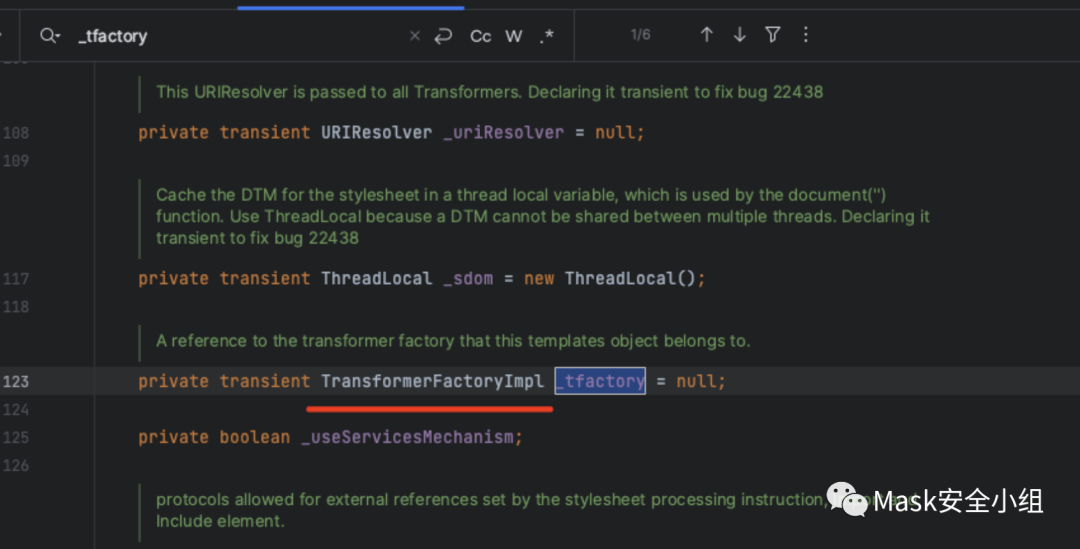 _tfactory
Cc W .*
1/6
This URIResolver is passed to all Transformers. Declaring it transient to fix bug 22438
108 private transient URIResolver _uriResolver = null;
109
Cache the DTM for the stylesheet in a thread local variable, which is used by the document('')
function. Use ThreadLocal because a DTM cannot be shared between multiple threads. Declaring it
transient to fix bug 22438
117 private transient ThreadLocal _sdom = new ThreadLocal();
118
A reference to the transformer factory that this templates object belongs to.
123 private transient TransformerFactoryImpl _tfactory = null;
124
125 private boolean _useServicesMechanism;
126
protocols allowed for external references set by the stylesheet processing instruction,
Include element.
Mask安全小组